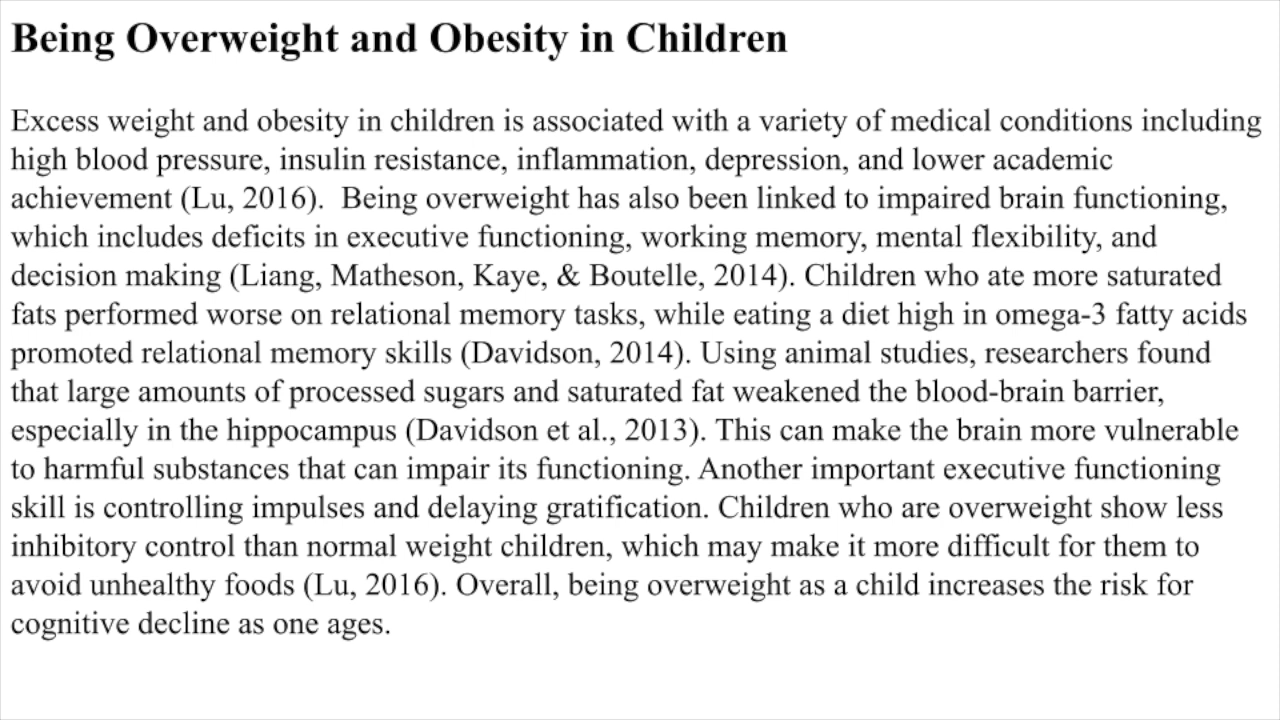 Being Overweight and Obesity in Children
Excess weight and obesity in children is associated with a variety of medical conditions including
high blood pressure, insulin resistance, inflammation, depression, and lower academic
achievement (Lu, 2016).  Being overweight has also been linked to impaired brain functioning,
which includes deficits in executive functioning, working memory, mental flexibility, and
decision making (Liang, Matheson, Kaye, & Boutelle, 2014). Children who ate more saturated
fats performed worse on relational memory tasks, while eating a diet high in omega-3 fatty acids
promoted relational memory skills (Davidson, 2014). Using animal studies, researchers found
that large amounts of processed sugars and saturated fat weakened the blood-brain barrier,
especially in the hippocampus (Davidson et al., 2013). This can make the brain more vulnerable
to harmful substances that can impair its functioning. Another important executive functioning
skill is controlling impulses and delaying gratification. Children who are overweight show less
inhibitory control than normal weight children, which may make it more difficult for them to
avoid unhealthy foods (Lu, 2016). Overall, being overweight as a child increases the risk for
cognitive decline as one ages.